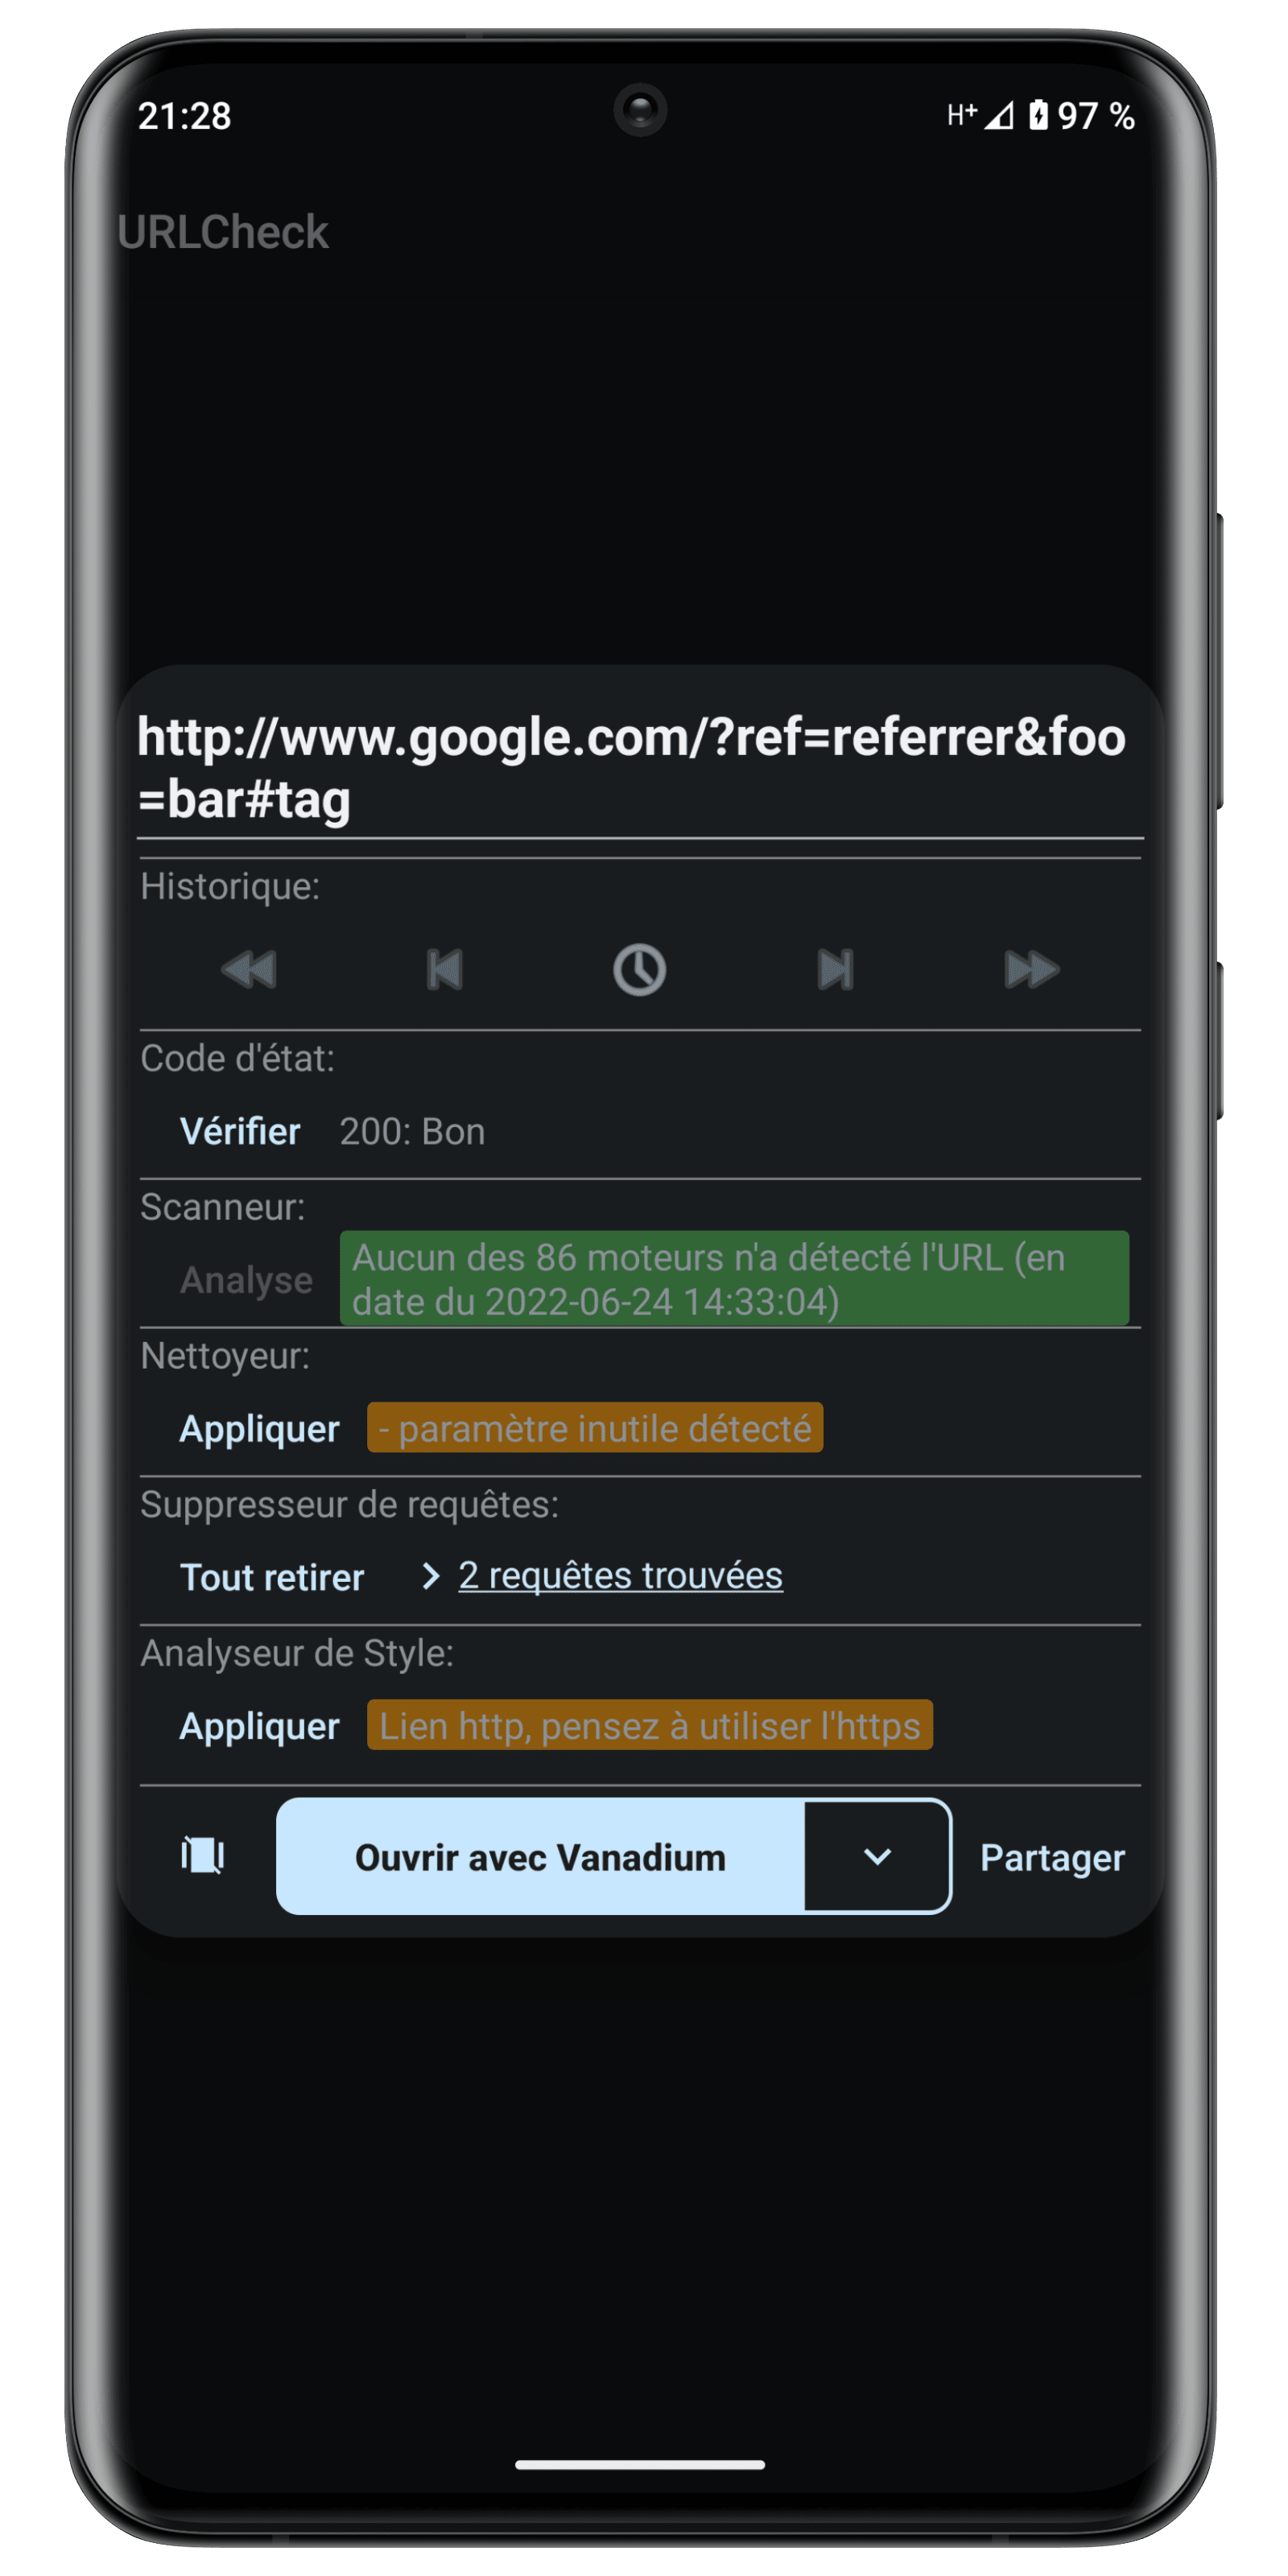 21:28
H+ 97 %
URLCheck
http://www.google.com/?ref=referrer&foo
=bar#tag
Historique:
Code d'état:
Vérifier 200: Bon
Scanneur:
Analyse
Aucun des 86 moteurs n'a détecté l'URL (en
date du 2022-06-24 14:33:04)
Nettoyeur:
Appliquer - paramètre inutile détecté
Suppresseur de requêtes:
Tout retirer 2 requêtes trouvées
Analyseur de Style:
Appliquer Lien http, pensez à utiliser l'https
Ouvrir avec Vanadium Partager